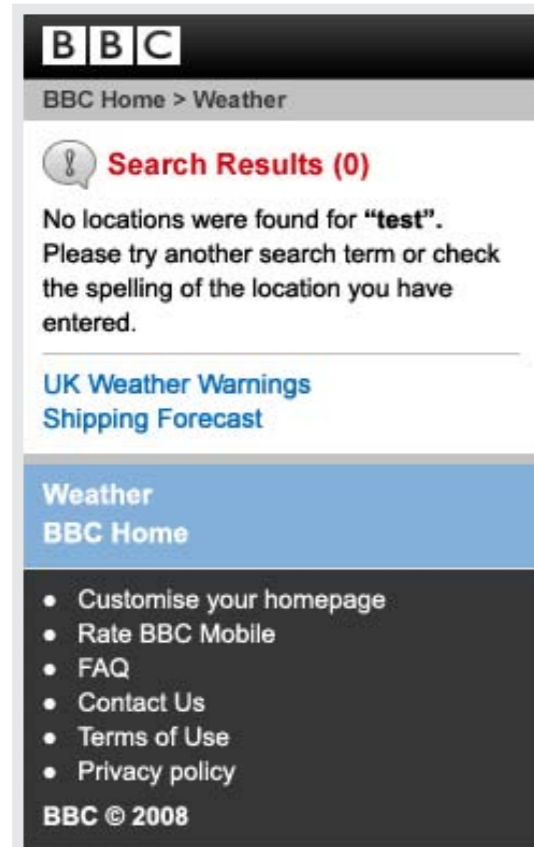 BBC
BBC Home > Weather
Search Results (0)
No locations were found for “test”.
Please try another search term or check
the spelling of the location you have
entered.
UK Weather Warnings
Shipping Forecast
Weather
BBC Home
• Customise your homepage
• Rate BBC Mobile
• FAQ
• Contact Us
• Terms of Use
• Privacy policy
BBC © 2008